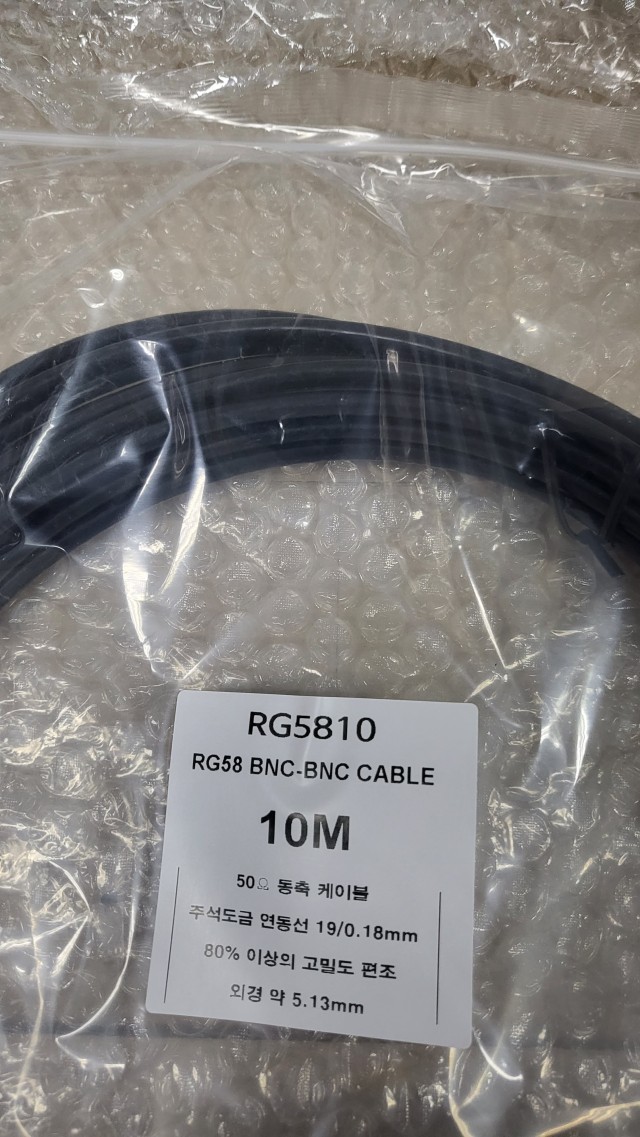 RG5810
RG58 BNC-BNC CABLE
10M
50Ω 동축 케이블
주석도금 연동선 19/0.18mm
80% 이상의 고밀도 편조
외경 약 5.13mm